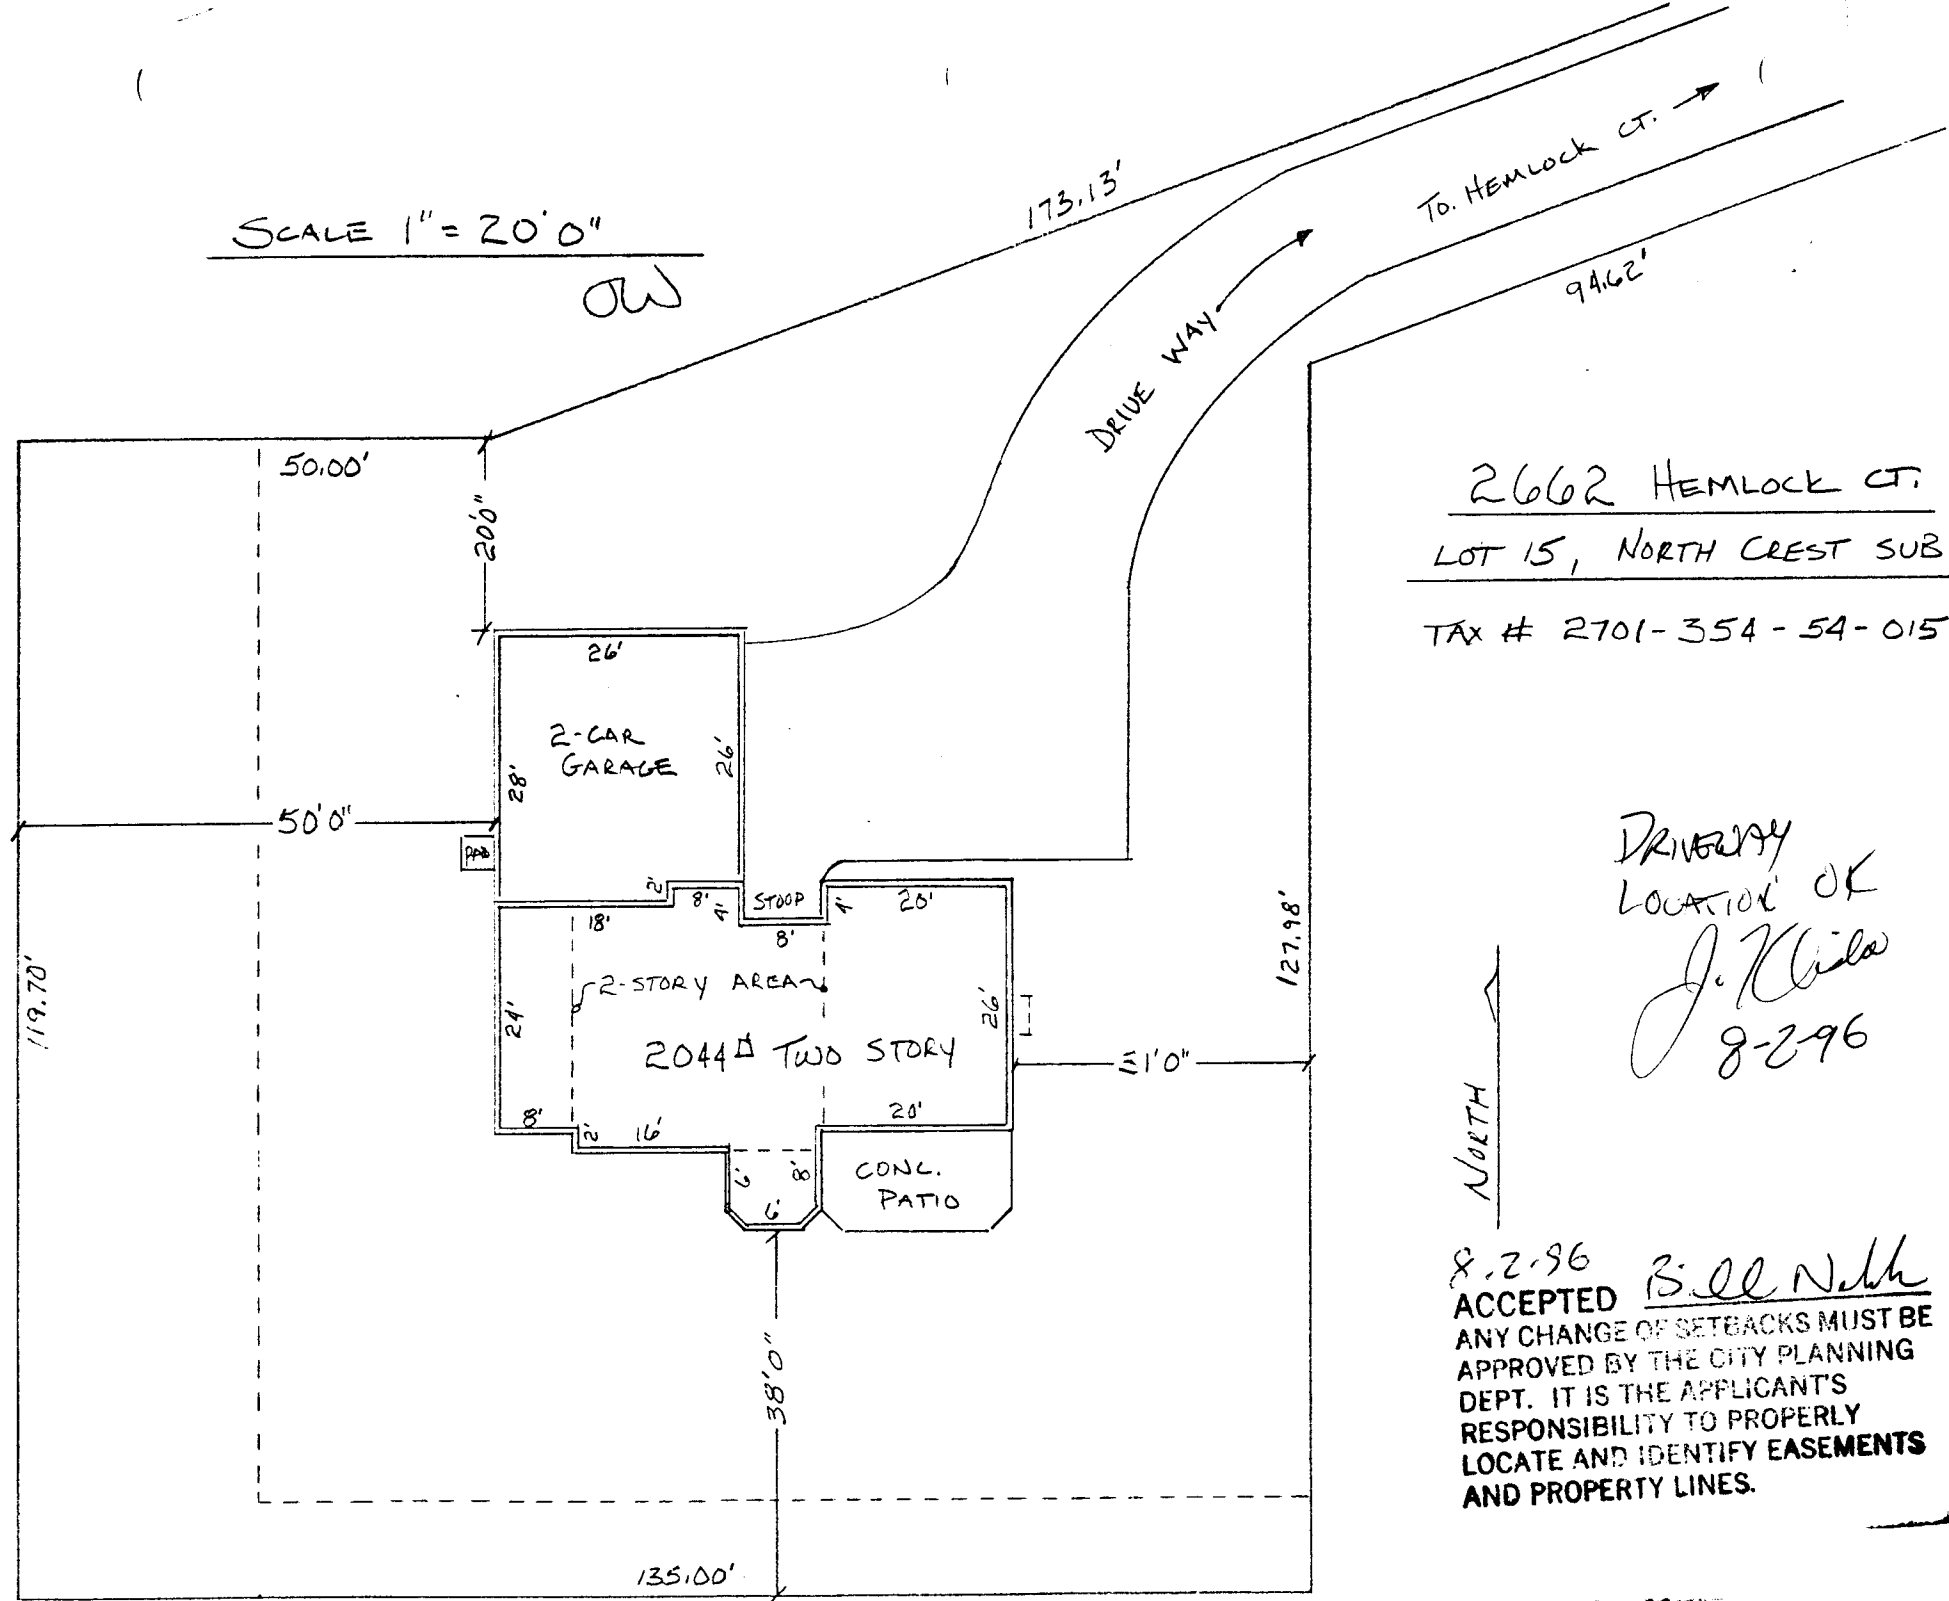 SCALE 1" = 20'0"
173.13'
TO. HEMLOCK CT.
94.62'
DRIVE WAY
50.00'
20'0"
2662 HEMLOCK CT.
LOT 15, NORTH CREST SUB
TAX # 2701-354-54-015
26'
2-CAR
GARAGE
28'
26'
50'0"
PAD
2'
8'
4'
STOOP
4'
20'
18'
8'
DRIVEWAY
LOCATION OK
8-2-96
119.70'
127.98'
2-STORY AREA
24'
26'
2044 TWO STORY
8'
2'
16'
20'
6'
8'
6'
CONC.
PATIO
NORTH
38'0"
135.00'
8.2.96
ACCEPTED Bill
ANY CHANGE OF SETBACKS MUST BE
APPROVED BY THE CITY PLANNING
DEPT. IT IS THE APPLICANT'S
RESPONSIBILITY TO PROPERLY
LOCATE AND IDENTIFY EASEMENTS
AND PROPERTY LINES.